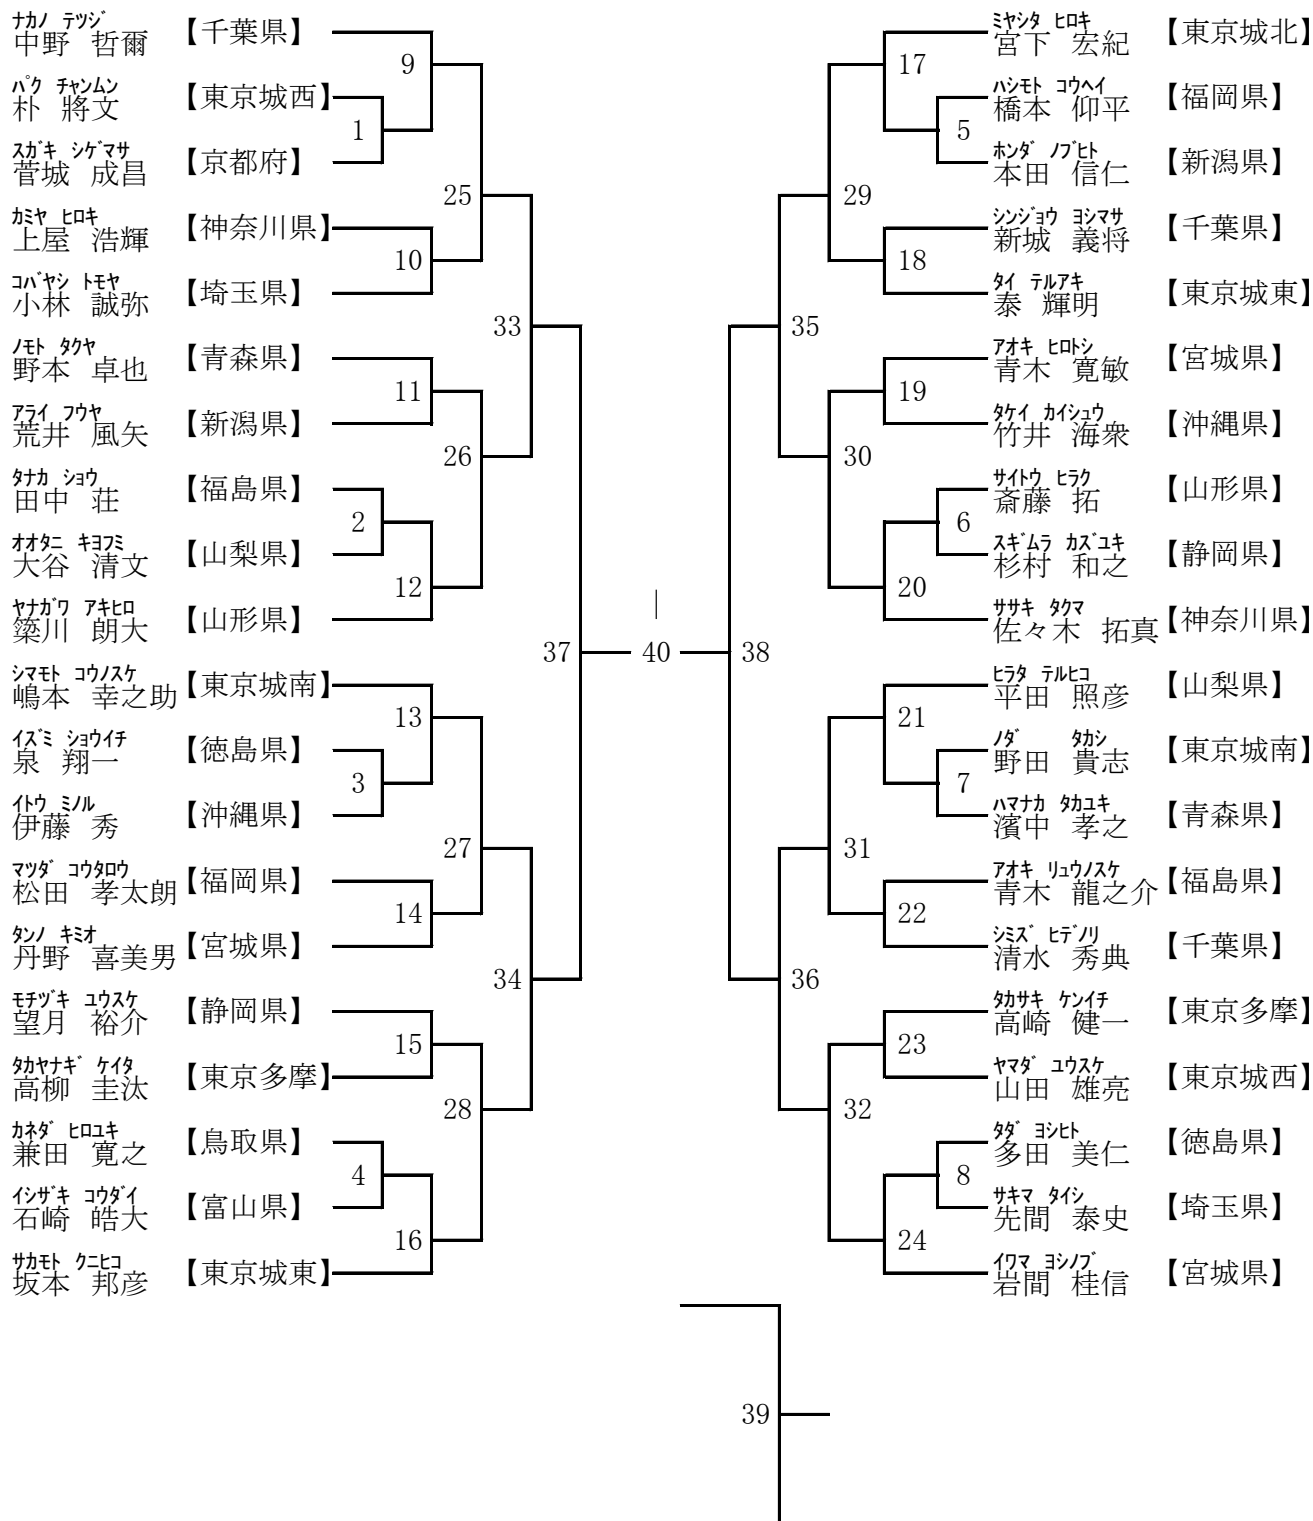 ナカノ テツジ
中野 哲爾 【千葉県】
パク チャンムン
朴 將文 【東京城西】
スガキ シゲマサ
菅城 成昌 【京都府】
カミヤ ヒロキ
上屋 浩輝 【神奈川県】
コバヤシ トモヤ
小林 誠弥 【埼玉県】
ノモト タクヤ
野本 卓也 【青森県】
アライ フウヤ
荒井 風矢 【新潟県】
タナカ ショウ
田中 荘 【福島県】
オオタニ キヨフミ
大谷 清文 【山梨県】
ヤナガワ アキヒロ
簗川 朗大 【山形県】
シマモト コウノスケ
嶋本 幸之助 【東京城南】
イズミ ショウイチ
泉 翔一 【徳島県】
イトウ ミノル
伊藤 秀 【沖縄県】
マツダ コウタロウ
松田 孝太朗 【福岡県】
タンノ キミオ
丹野 喜美男 【宮城県】
モチヅキ ユウスケ
望月 裕介 【静岡県】
タカヤナギ ケイタ
高柳 圭汰 【東京多摩】
カネダ ヒロユキ
兼田 寛之 【鳥取県】
イシザキ コウダイ
石崎 皓大 【富山県】
サカモト クニヒコ
坂本 邦彦 【東京城東】
1
2
3
4
9
10
11
12
13
14
15
16
25
26
27
28
33
34
37
|
40
38
35
36
29
30
31
32
17
18
19
20
21
22
23
24
5
6
7
8
ミヤシタ ヒロキ
宮下 宏紀 【東京城北】
ハシモト コウヘイ
橋本 仰平 【福岡県】
ホンダ ノブヒト
本田 信仁 【新潟県】
シンジョウ ヨシマサ
新城 義将 【千葉県】
タイ テルアキ
泰 輝明 【東京城東】
アオキ ヒロトシ
青木 寛敏 【宮城県】
タケイ カイシュウ
竹井 海衆 【沖縄県】
サイトウ ヒラク
斎藤 拓 【山形県】
スギムラ カズユキ
杉村 和之 【静岡県】
ササキ タクマ
佐々木 拓真 【神奈川県】
ヒラタ テルヒコ
平田 照彦 【山梨県】
ノダ タカシ
野田 貴志 【東京城南】
ハマナカ タカユキ
濱中 孝之 【青森県】
アオキ リュウノスケ
青木 龍之介 【福島県】
シミズ ヒデノリ
清水 秀典 【千葉県】
タカサキ ケンイチ
高崎 健一 【東京多摩】
ヤマダ ユウスケ
山田 雄亮 【東京城西】
タダ ヨシヒト
多田 美仁 【徳島県】
サキマ タイシ
先間 泰史 【埼玉県】
イワマ ヨシノブ
岩間 桂信 【宮城県】
39